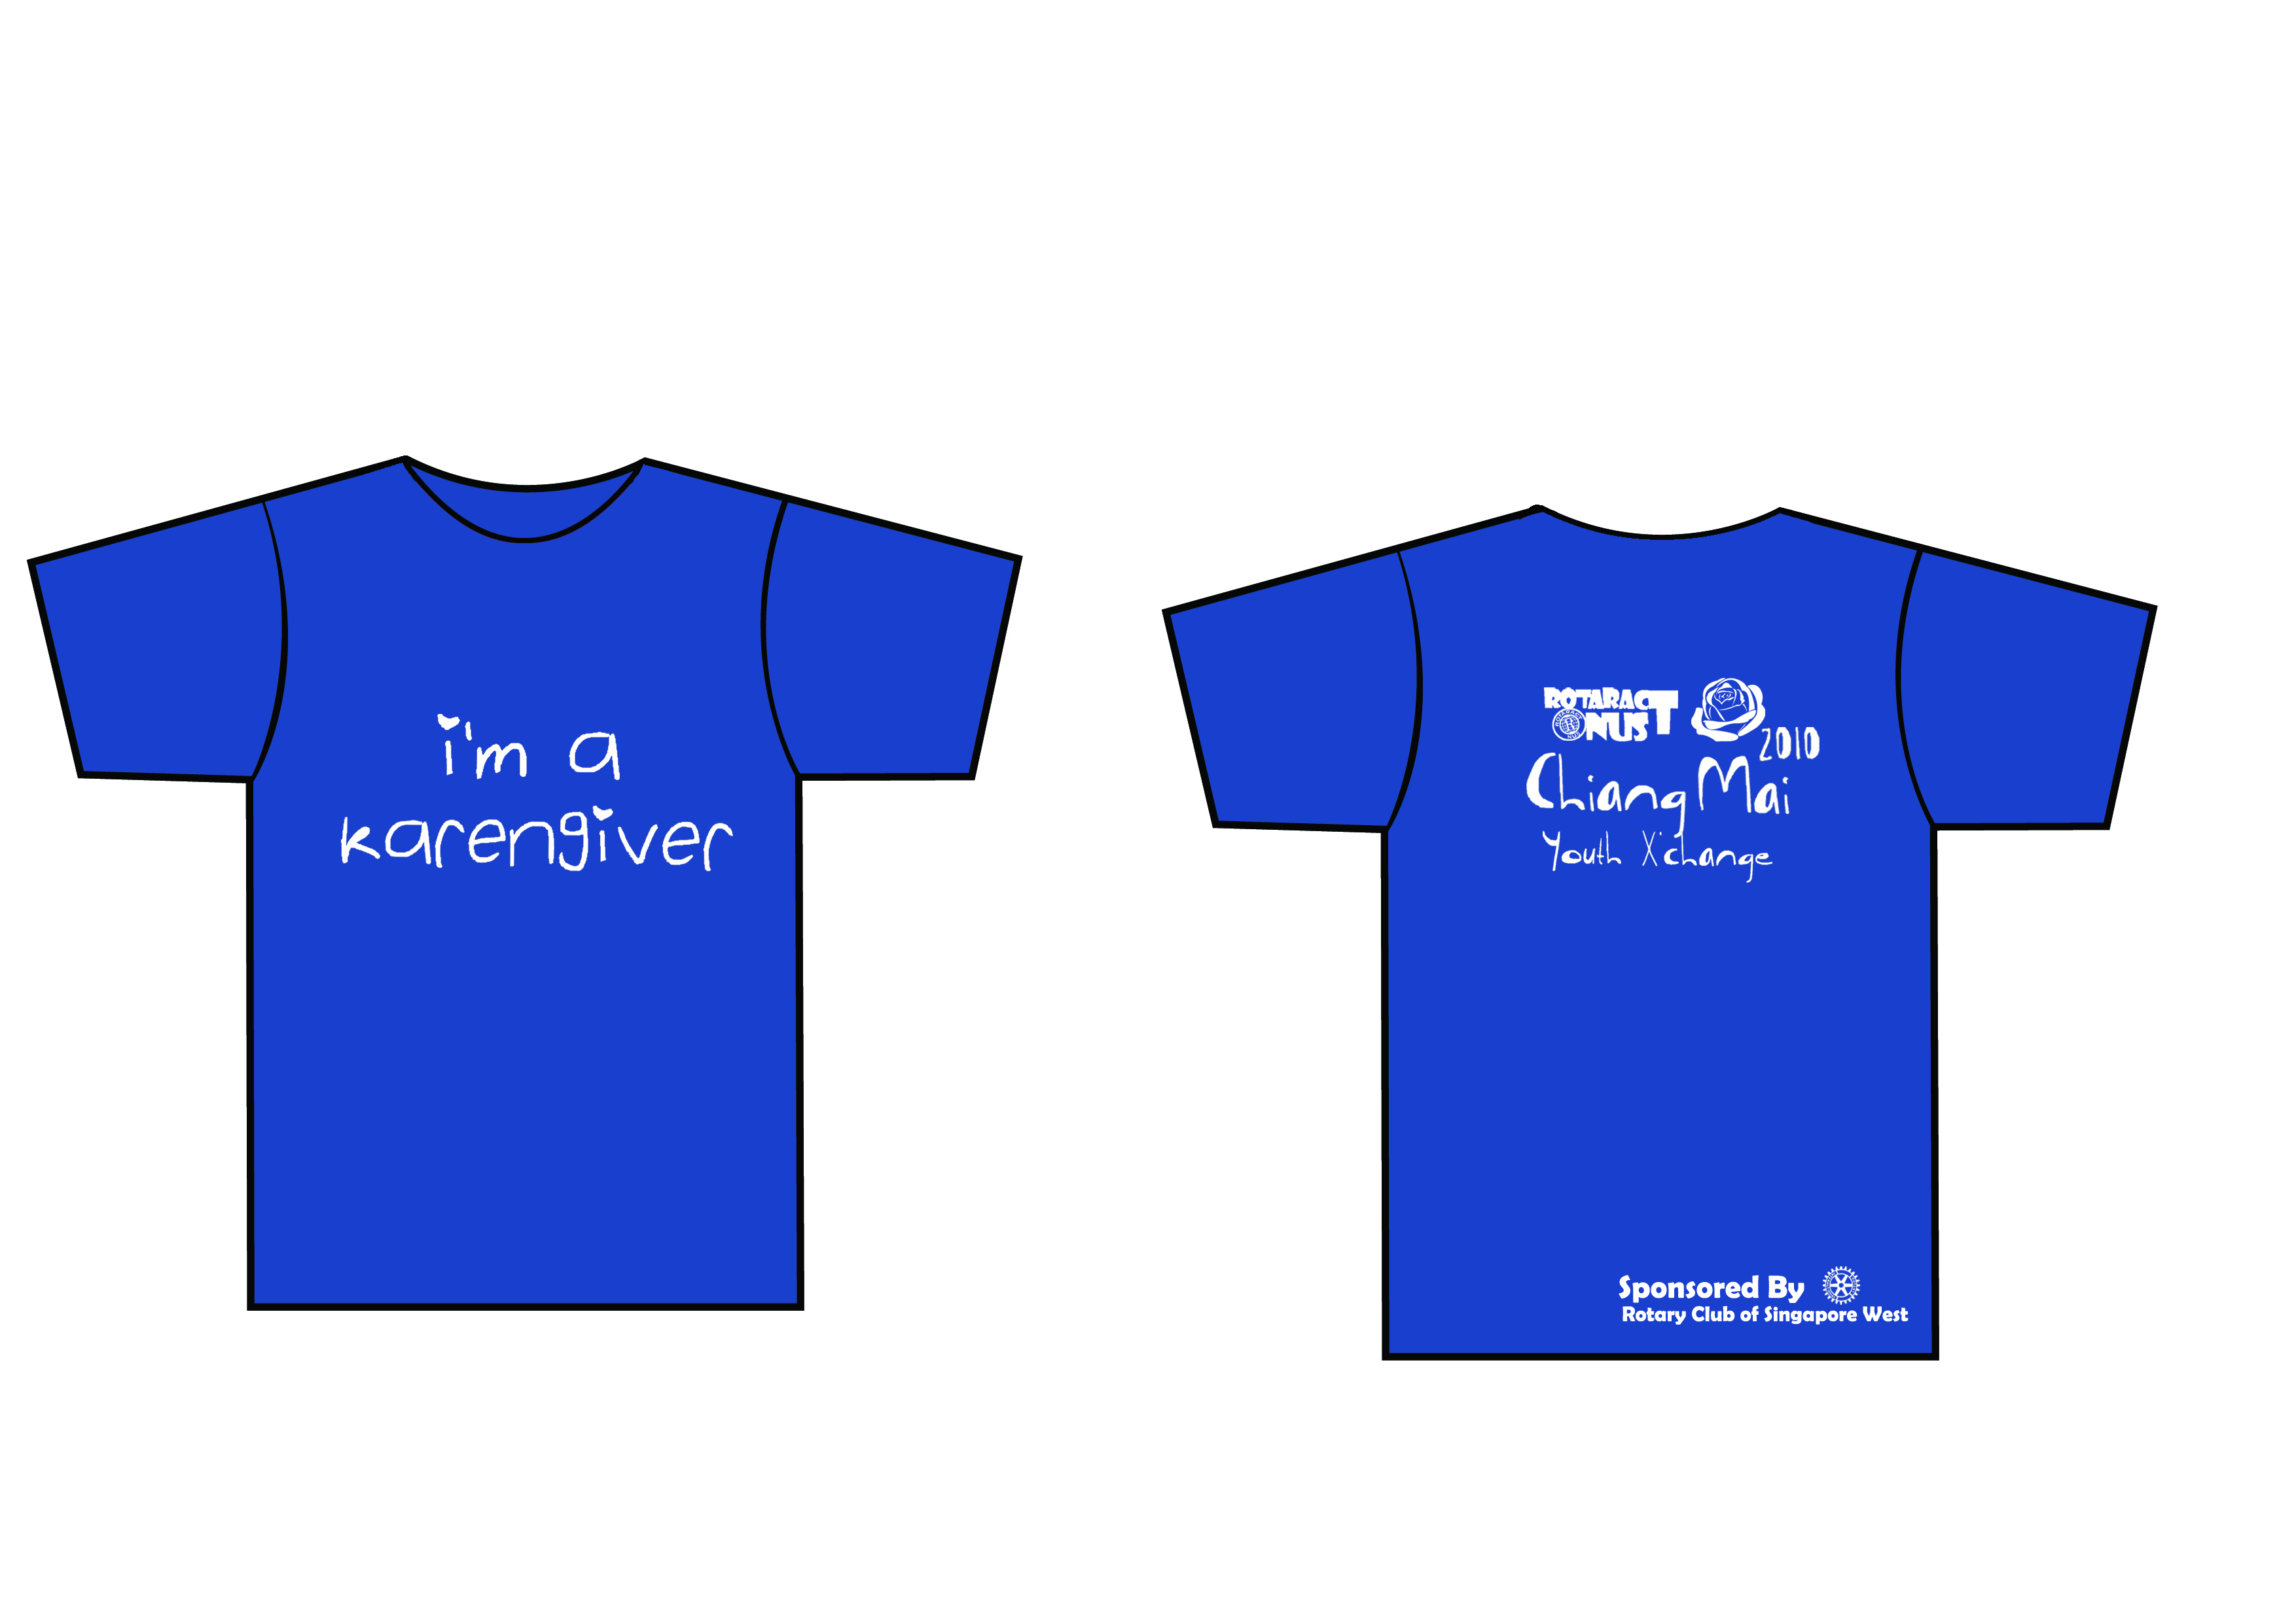 i'm a
karengiver
ROTARACT
NUS
2010
Chiang Mai
Youth X'change
Sponsored By
Rotary Club of Singapore West